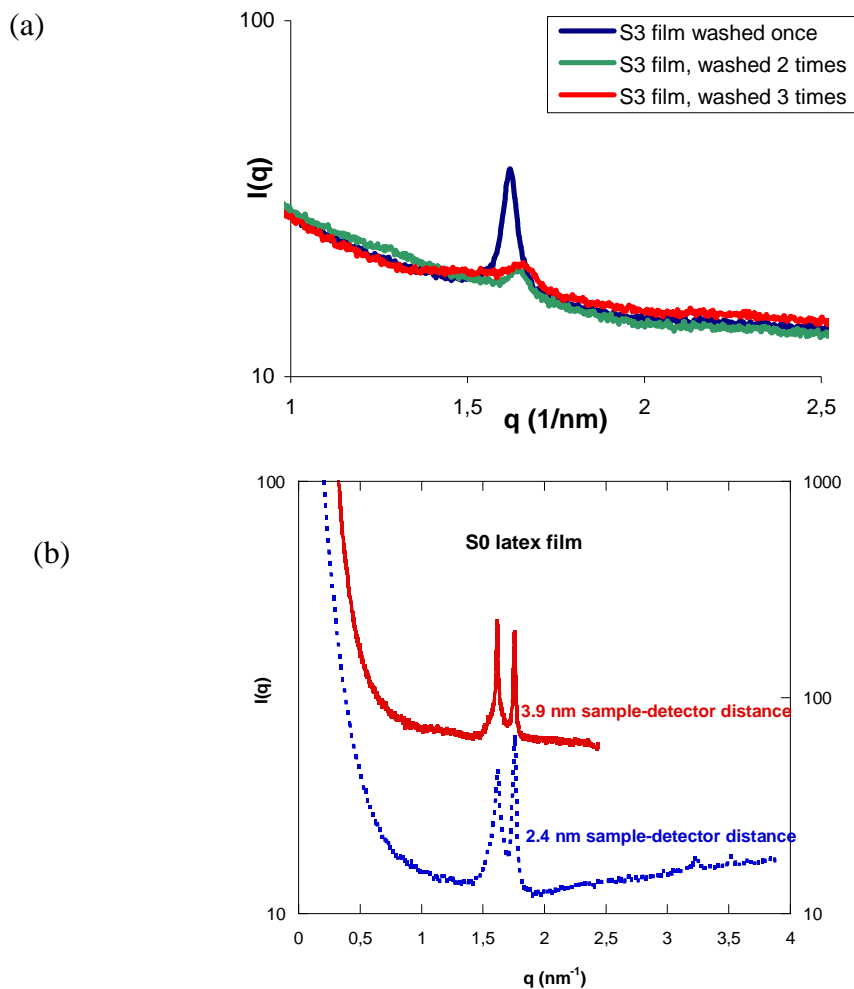 (a)
100
S3 film washed once
S3 film, washed 2 times
S3 film, washed 3 times
I(q)
10
1
1,5
2
2,5
q (1/nm)
(b)
100
1000
S0 latex film
I(q)
3.9 nm sample-detector distance
100
2.4 nm sample-detector distance
10
10
0
0,5
1
1,5
2
2,5
3
3,5
4
q (nm⁻¹)